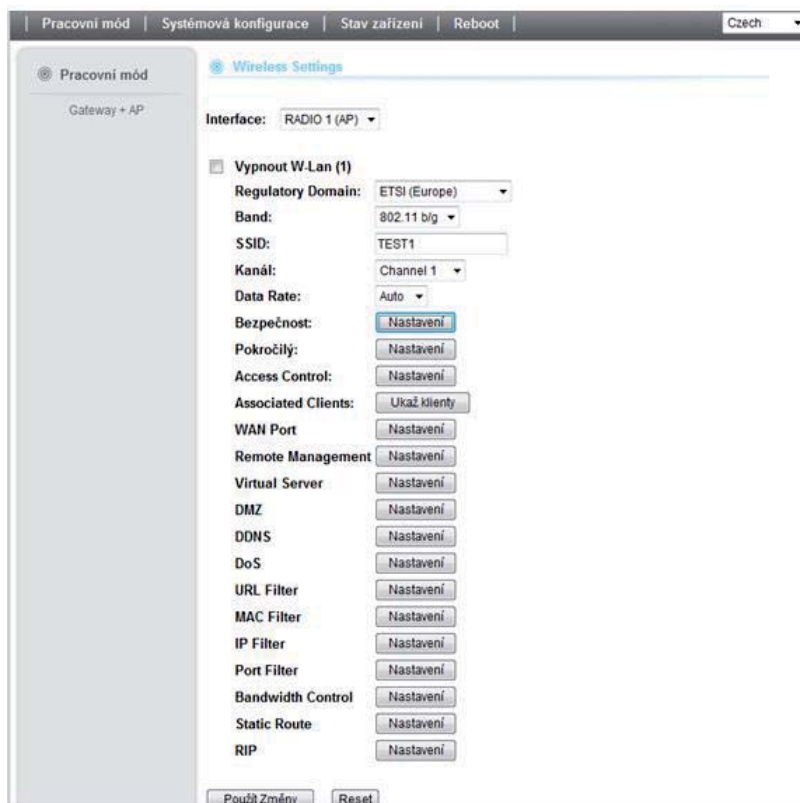 Pracovní mód | Systémová konfigurace | Stav zařízení | Reboot | Czech
Pracovní mód
Gateway + AP
Wireless Settings
Interface: RADIO 1 (AP)
Vypnout W-Lan (1)
Regulatory Domain: ETSI (Europe)
Band: 802.11 b/g
SSID: TEST1
Kanál: Channel 1
Data Rate: Auto
Bezpečnost: Nastavení
Pokročilý: Nastavení
Access Control: Nastavení
Associated Clients: Ukaž klienty
WAN Port Nastavení
Remote Management Nastavení
Virtual Server Nastavení
DMZ Nastavení
DDNS Nastavení
DoS Nastavení
URL Filter Nastavení
MAC Filter Nastavení
IP Filter Nastavení
Port Filter Nastavení
Bandwidth Control Nastavení
Static Route Nastavení
RIP Nastavení
Použít Změny Reset